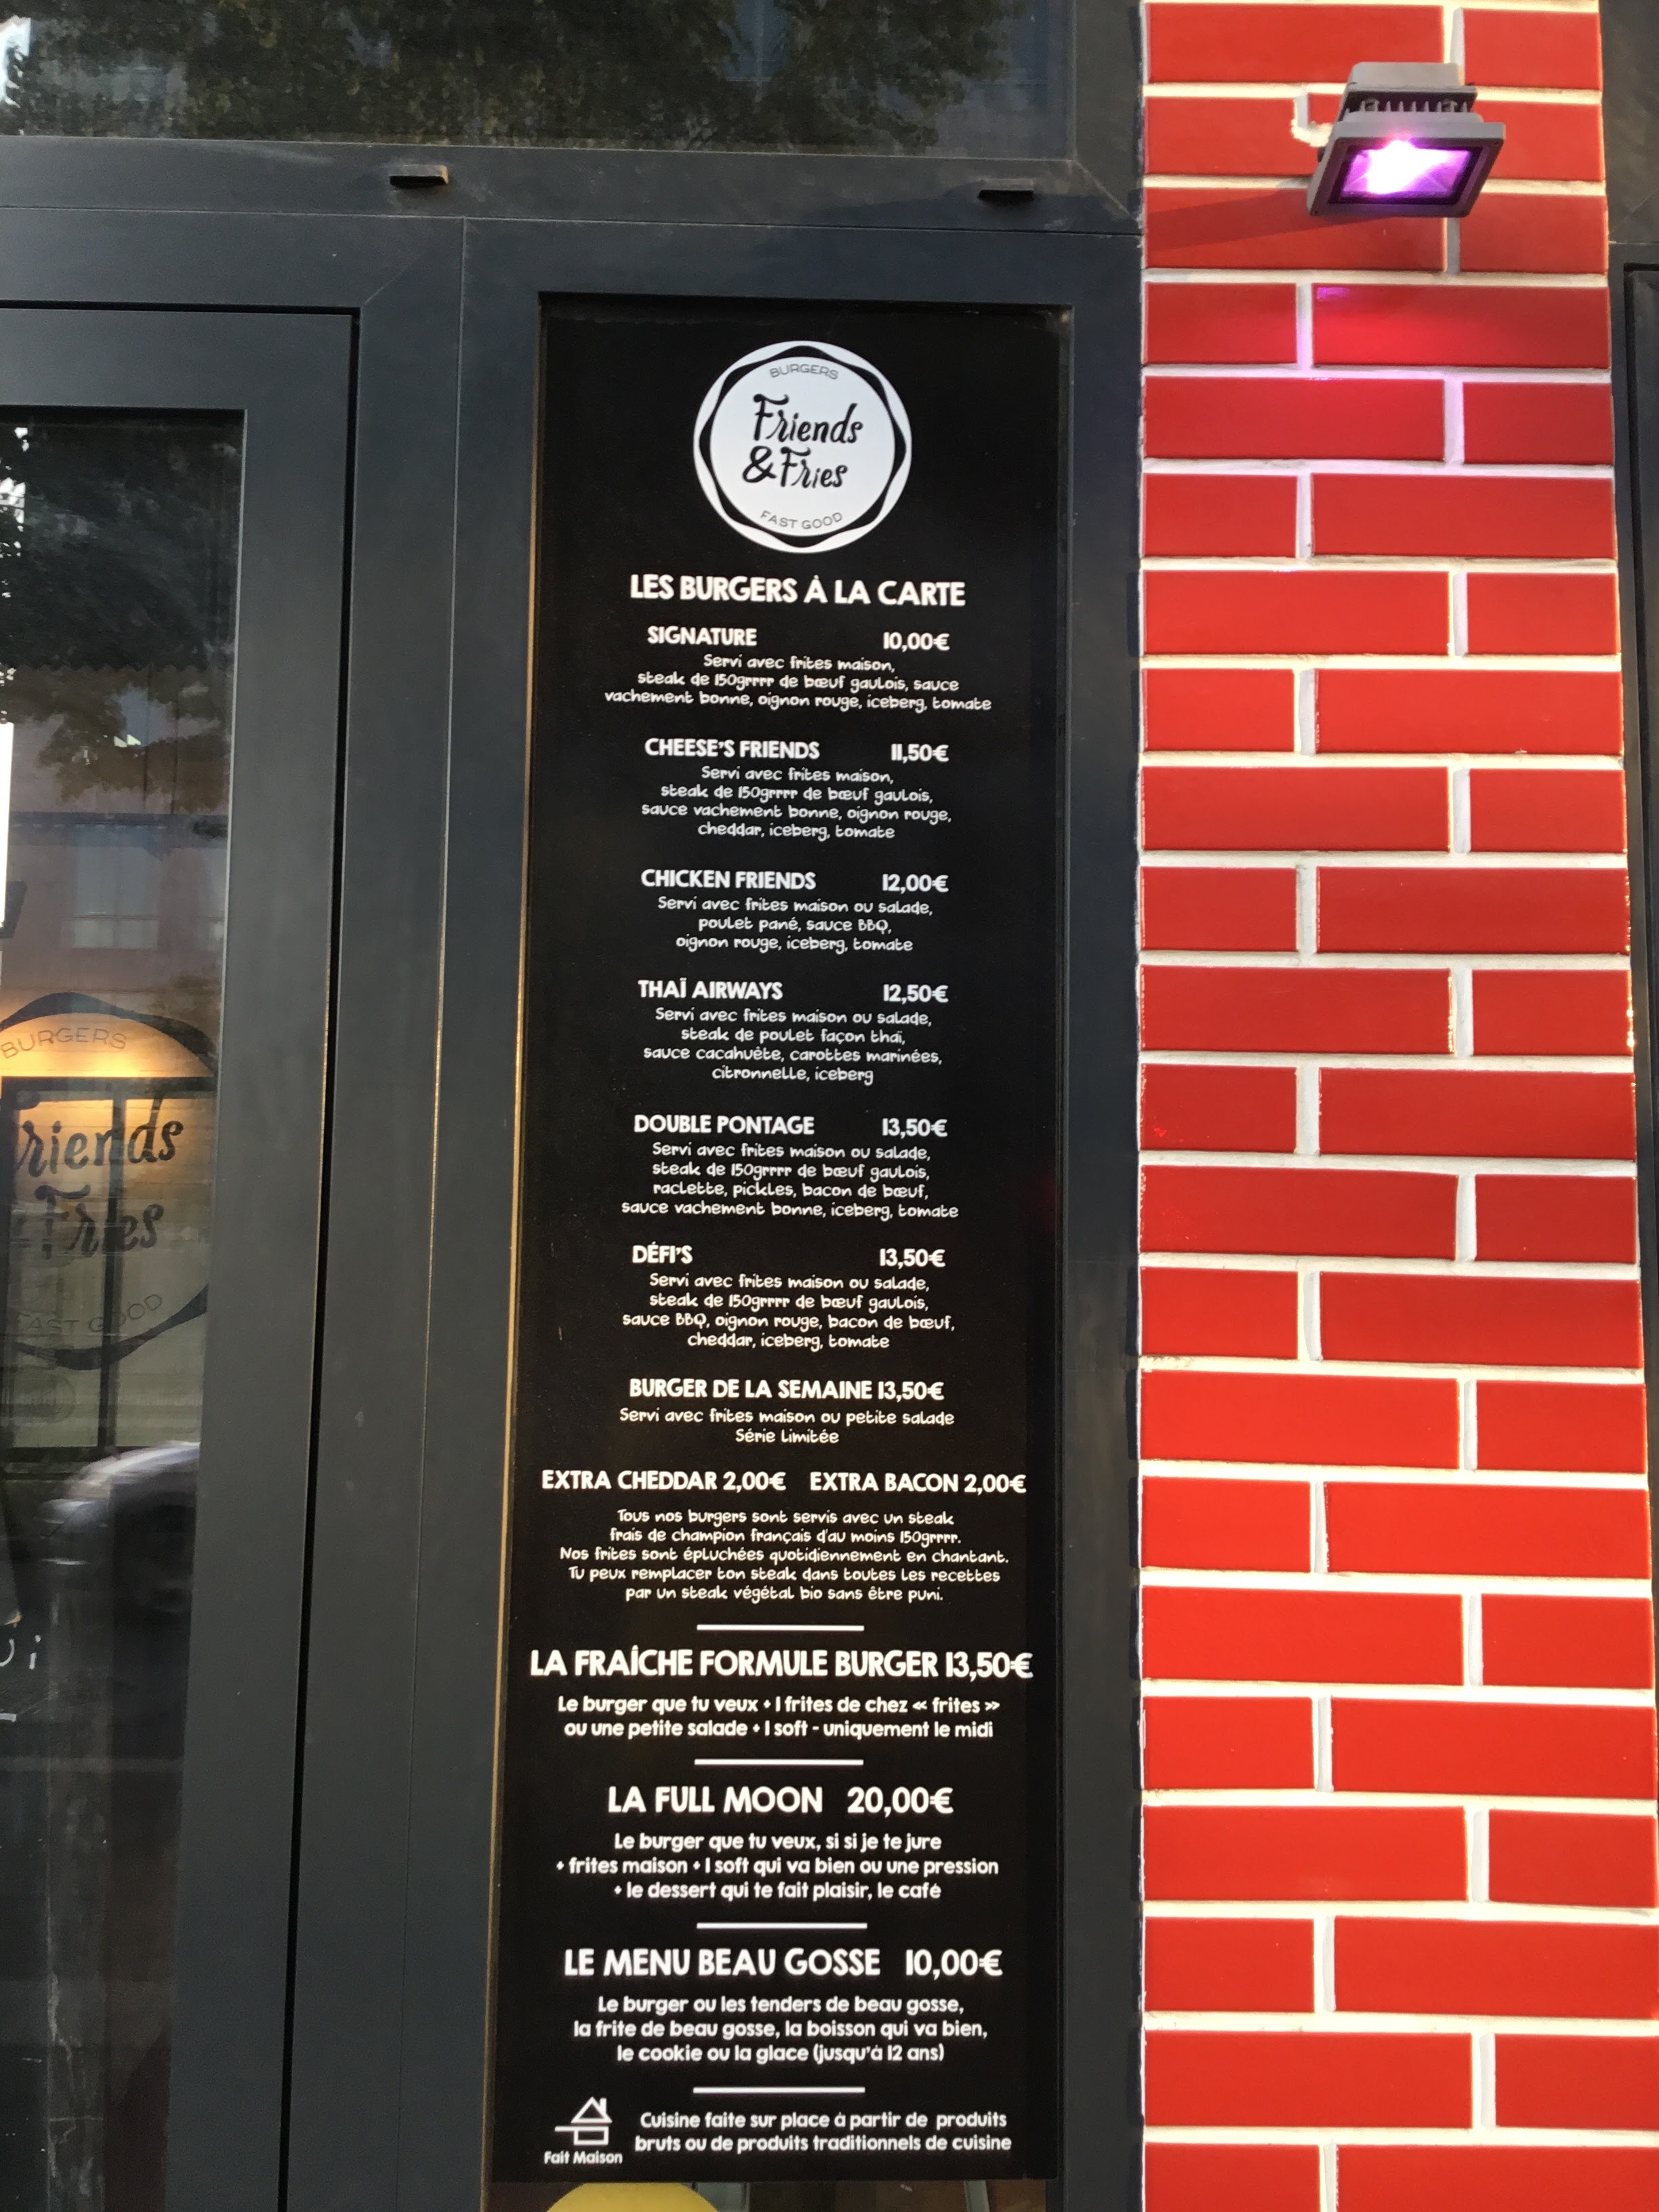 BURGERS
Friends
& Fries
FAST GOOD
LES BURGERS À LA CARTE
SIGNATURE 10,00€
Servi avec frites maison,
steak de 150grrrr de bœuf gaulois, sauce
vachement bonne, oignon rouge, iceberg, tomate
CHEESE'S FRIENDS 11,50€
Servi avec frites maison,
steak de 150grrrr de bœuf gaulois,
sauce vachement bonne, oignon rouge,
cheddar, iceberg, tomate
CHICKEN FRIENDS 12,00€
Servi avec frites maison ou salade,
poulet pané, sauce BBQ,
oignon rouge, iceberg, tomate
THAÏ AIRWAYS 12,50€
Servi avec frites maison ou salade,
steak de poulet façon thaï,
sauce cacahuète, carottes marinées,
citronnelle, iceberg
DOUBLE PONTAGE 13,50€
Servi avec frites maison ou salade,
steak de 150grrrr de bœuf gaulois,
raclette, pickles, bacon de bœuf,
sauce vachement bonne, iceberg, tomate
DÉFI'S 13,50€
Servi avec frites maison ou salade,
steak de 150grrrr de bœuf gaulois,
sauce BBQ, oignon rouge, bacon de bœuf,
cheddar, iceberg, tomate
BURGER DE LA SEMAINE 13,50€
Servi avec frites maison ou petite salade
Série Limitée
EXTRA CHEDDAR 2,00€ EXTRA BACON 2,00€
Tous nos burgers sont servis avec un steak
frais de champion français d'au moins 150grrrr.
Nos frites sont épluchées quotidiennement en chantant.
Tu peux remplacer ton steak dans toutes les recettes
par un steak végétal bio sans être puni.
LA FRAÎCHE FORMULE BURGER 13,50€
Le burger que tu veux + 1 frites de chez « frites »
ou une petite salade + 1 soft - uniquement le midi
LA FULL MOON 20,00€
Le burger que tu veux, si si je te jure
+ frites maison + 1 soft qui va bien ou une pression
+ le dessert qui te fait plaisir, le café
LE MENU BEAU GOSSE 10,00€
Le burger ou les tenders de beau gosse,
la frite de beau gosse, la boisson qui va bien,
le cookie ou la glace (jusqu'à 12 ans)
Fait Maison
Cuisine faite sur place à partir de produits
bruts ou de produits traditionnels de cuisine
BURGERS
riends
Fries
FAST GOOD